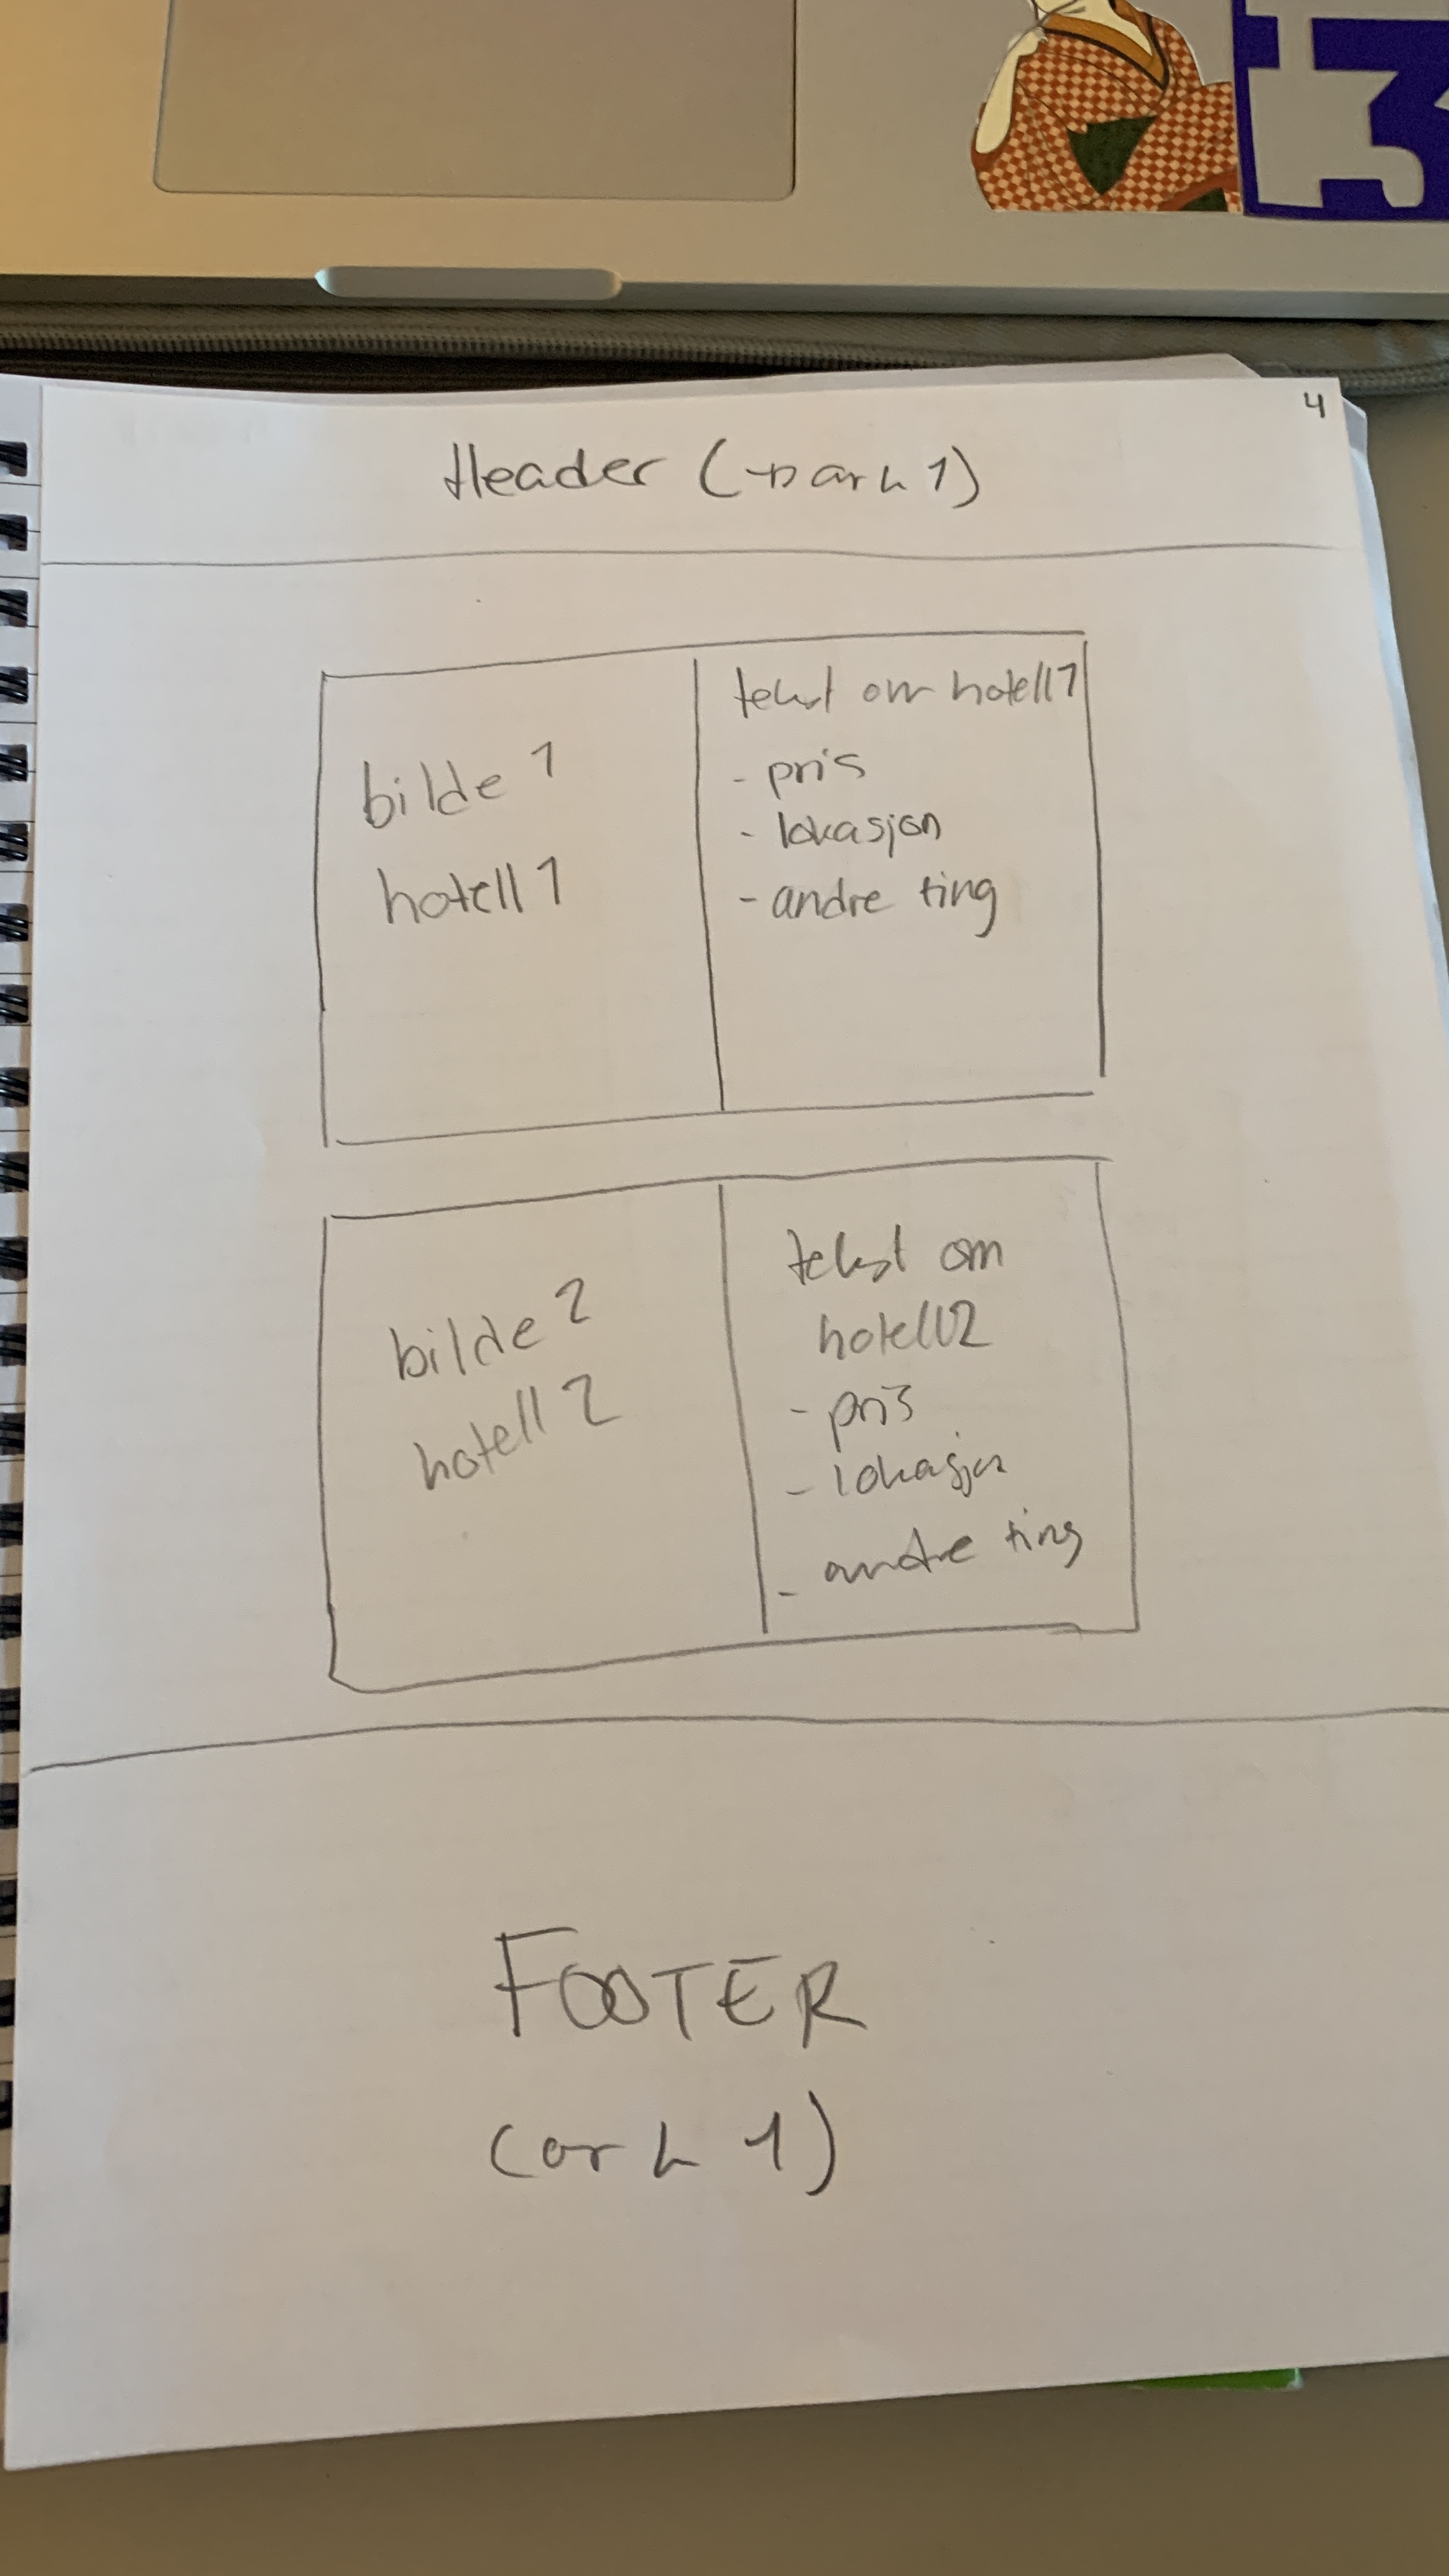 4
Header (→ ark 1)
bilde 1
hotell 1
tekst om hotell 1
- pris
- lokasjon
- andre ting
bilde 2
hotell 2
tekst om
hotell 2
- pris
- lokasjon
- andre ting
FOOTER
(ark 1)